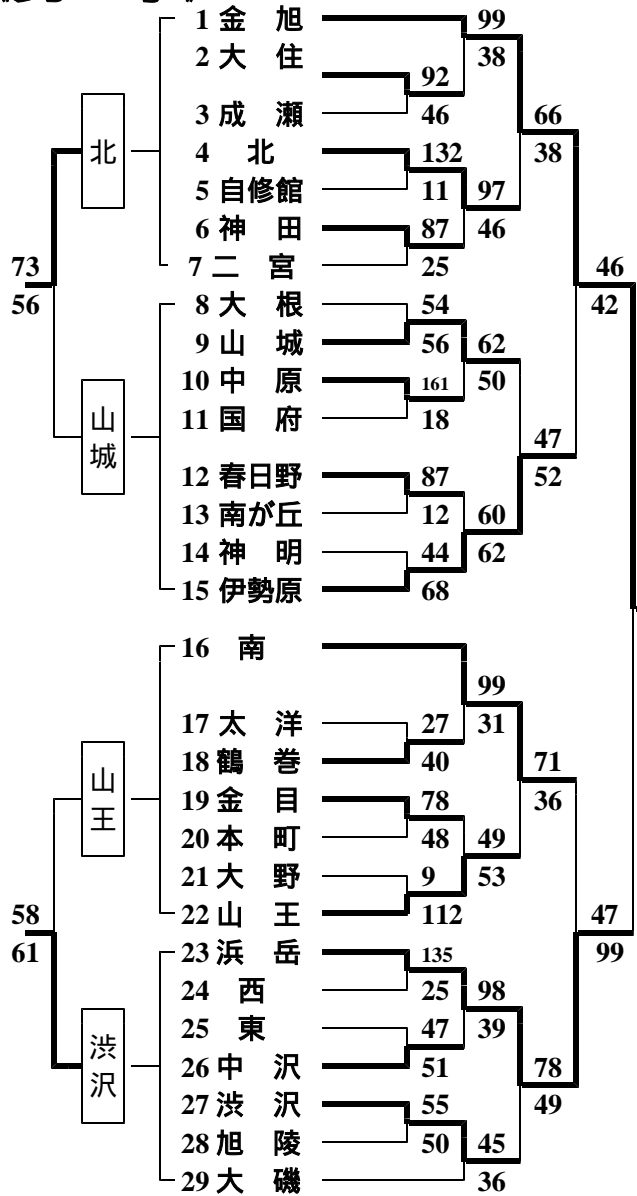 1 金 旭 99
2 大 住 38
92
3 成 瀬 46 66
北 4 北 132 38
5 自修館 11 97
6 神 田 87 46
73 7 二 宮 25 46
56 8 大 根 54 42
9 山 城 56 62
10 中 原 161 50
山城 11 国 府 18
47
12 春日野 87 52
13 南が丘 12 60
14 神 明 44 62
15 伊勢原 68
16 南
99
17 太 洋 27 31
18 鶴 巻 40 71
山王 19 金 目 78 36
20 本 町 48 49
21 大 野 9 53
58 22 山 王 112 47
61 23 浜 岳 135 99
24 西 25 98
25 東 47 39
渋沢 26 中 沢 51 78
27 渋 沢 55 49
28 旭 陵 50 45
29 大 磯 36